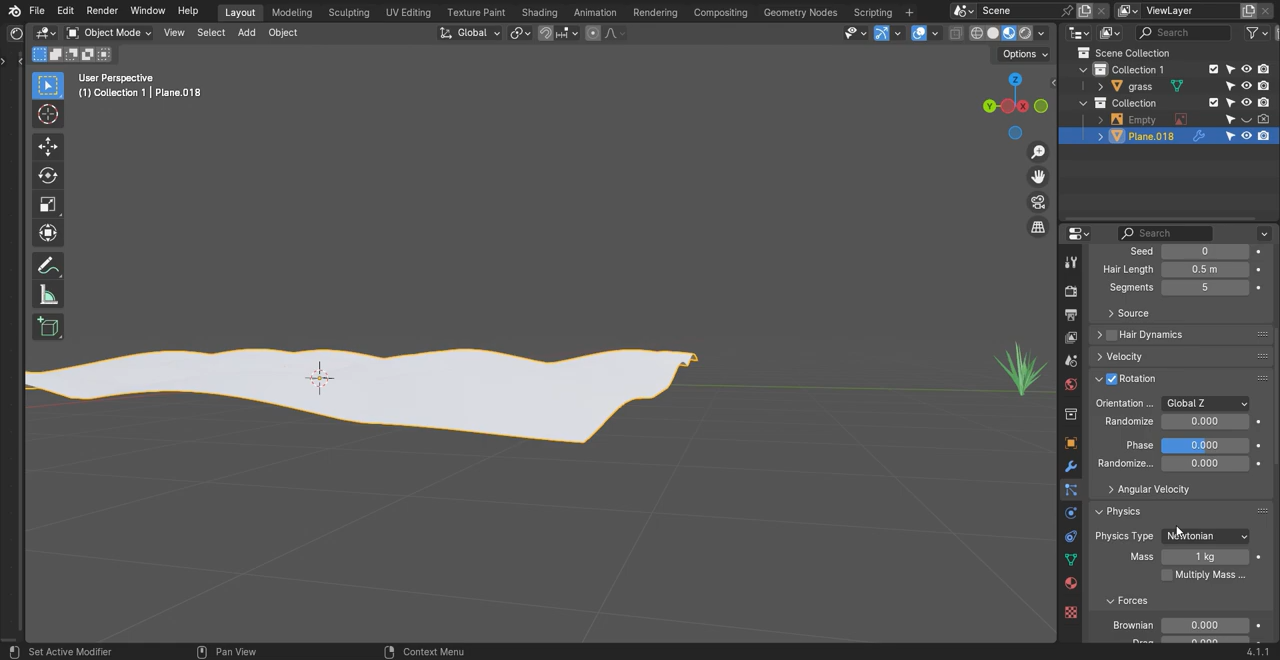 File Edit Render Window Help Layout Modeling Sculpting UV Editing Texture Paint Shading Animation Rendering Compositing Geometry Nodes Scripting + Scene ViewLayer
Object Mode View Select Add Object Global Search
Options
User Perspective
(1) Collection 1 | Plane.018
Z
Y X
Scene Collection
Collection 1
grass
Collection
Empty
Plane.018
Search
Seed 0
Hair Length 0.5 m
Segments 5
Source
Hair Dynamics
Velocity
Rotation
Orientation ... Global Z
Randomize 0.000
Phase 0.000
Randomize... 0.000
Angular Velocity
Physics
Physics Type Newtonian
Mass 1 kg
Multiply Mass ...
Forces
Brownian 0.000
Set Active Modifier Pan View Context Menu 4.1.1